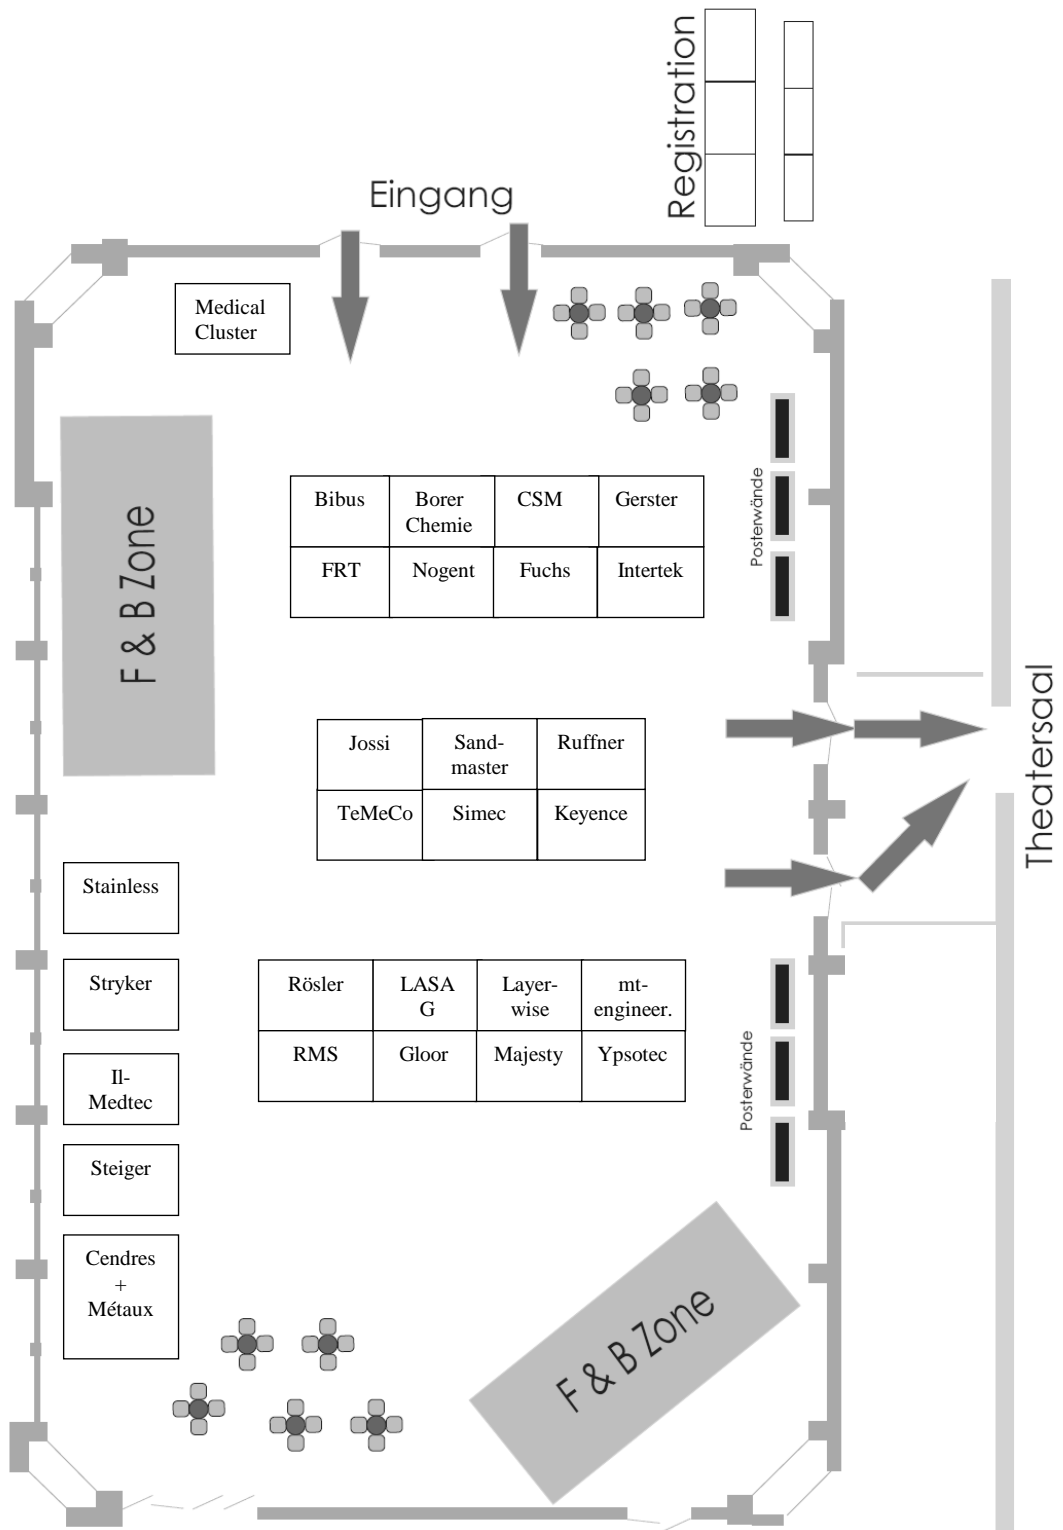 Registration
Eingang
Medical
Cluster
F & B Zone
Bibus
Borer
Chemie
CSM
Gerster
FRT
Nogent
Fuchs
Intertek
Posterwände
Theatersaal
Jossi
Sand-
master
Ruffner
TeMeCo
Simec
Keyence
Stainless
Stryker
Il-
Medtec
Steiger
Cendres
+
Métaux
Rösler
LASA
G
Layer-
wise
mt-
engineer.
RMS
Gloor
Majesty
Ypsotec
Posterwände
F & B Zone